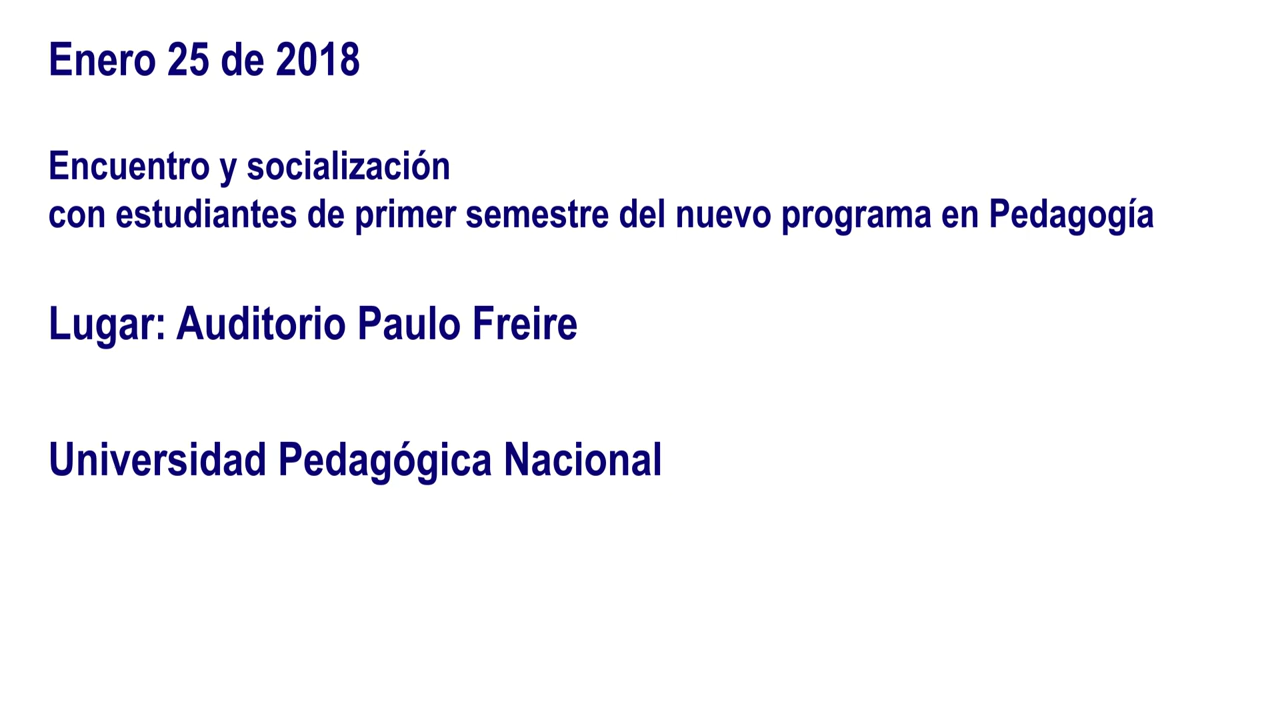 Enero 25 de 2018
Encuentro y socialización
con estudiantes de primer semestre del nuevo programa en Pedagogía
Lugar: Auditorio Paulo Freire
Universidad Pedagógica Nacional